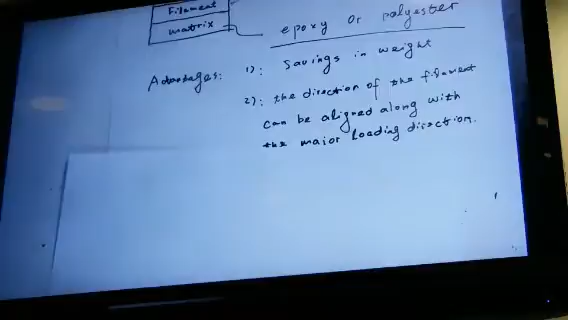 Filament
matrix
epoxy or polyester
Advantages: 1): Savings in weight
2): the direction of the filament
can be aligned along with
the major loading direction.